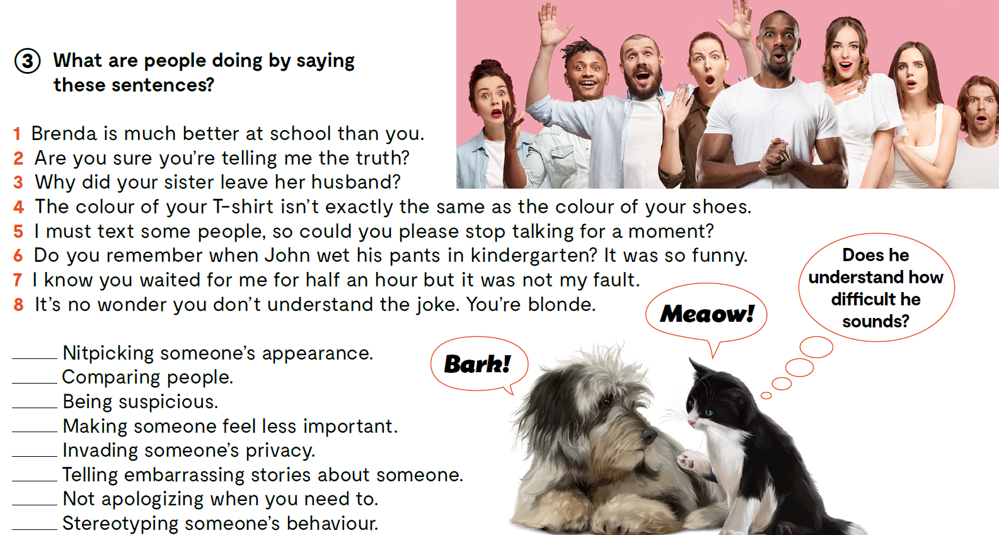 3 What are people doing by saying
these sentences?
1 Brenda is much better at school than you.
2 Are you sure you're telling me the truth?
3 Why did your sister leave her husband?
4 The colour of your T-shirt isn't exactly the same as the colour of your shoes.
5 I must text some people, so could you please stop talking for a moment?
6 Do you remember when John wet his pants in kindergarten? It was so funny.
7 I know you waited for me for half an hour but it was not my fault.
8 It's no wonder you don't understand the joke. You're blonde.
_____ Nitpicking someone's appearance.
_____ Comparing people.
_____ Being suspicious.
_____ Making someone feel less important.
_____ Invading someone's privacy.
_____ Telling embarrassing stories about someone.
_____ Not apologizing when you need to.
_____ Stereotyping someone's behaviour.
Bark!
Meaow!
Does he
understand how
difficult he
sounds?